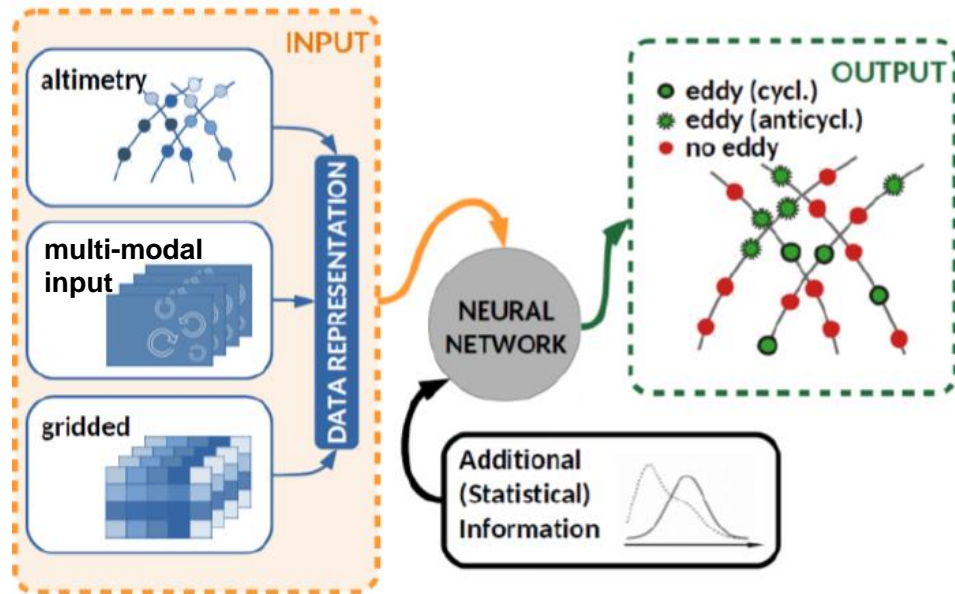 INPUT
altimetry
multi-modal
input
gridded
DATA REPRESENTATION
NEURAL
NETWORK
Additional
(Statistical)
Information
OUTPUT
eddy (cycl.)
eddy (anticycl.)
no eddy